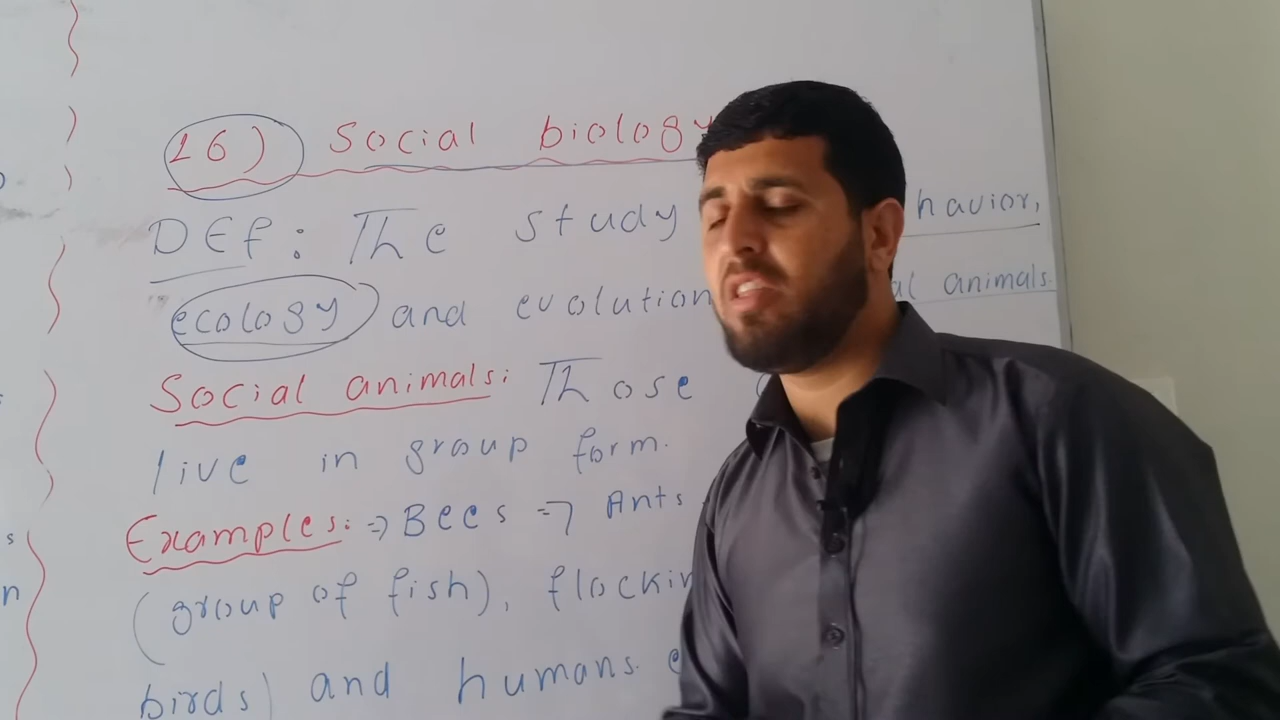 16) Social biology
DEf: The study havior,
ecology and evolution al animals.
Social animals: Those
live in group form.
Examples: => Bees => Ants
(group of fish), flockin
birds) and humans. e
s
n